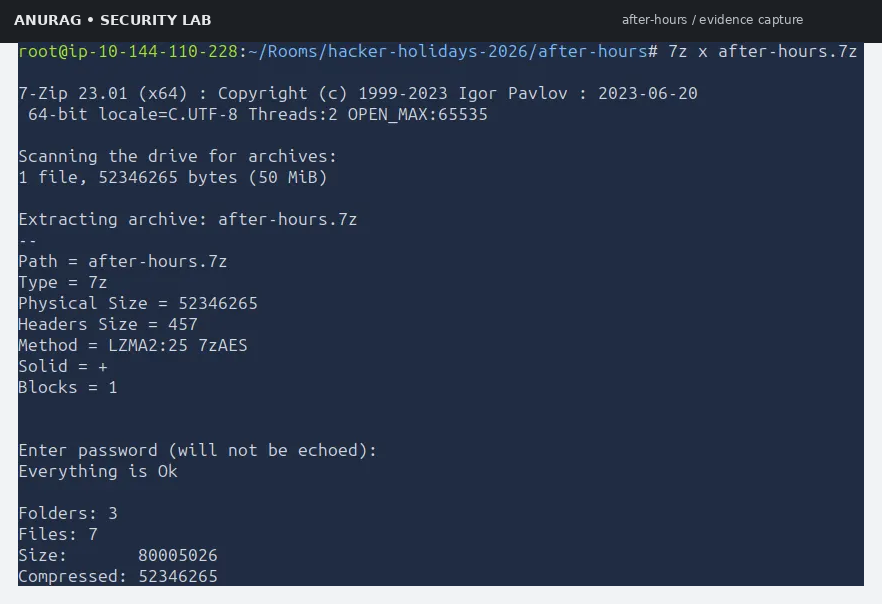 ANURAG • SECURITY LAB
after-hours / evidence capture
root@ip-10-144-110-228:~/Rooms/hacker-holidays-2026/after-hours# 7z x after-hours.7z
7-Zip 23.01 (x64) : Copyright (c) 1999-2023 Igor Pavlov : 2023-06-20
64-bit locale=C.UTF-8 Threads:2 OPEN_MAX:65535
Scanning the drive for archives:
1 file, 52346265 bytes (50 MiB)
Extracting archive: after-hours.7z
--
Path = after-hours.7z
Type = 7z
Physical Size = 52346265
Headers Size = 457
Method = LZMA2:25 7zAES
Solid = +
Blocks = 1
Enter password (will not be echoed):
Everything is Ok
Folders: 3
Files: 7
Size:       80005026
Compressed: 52346265